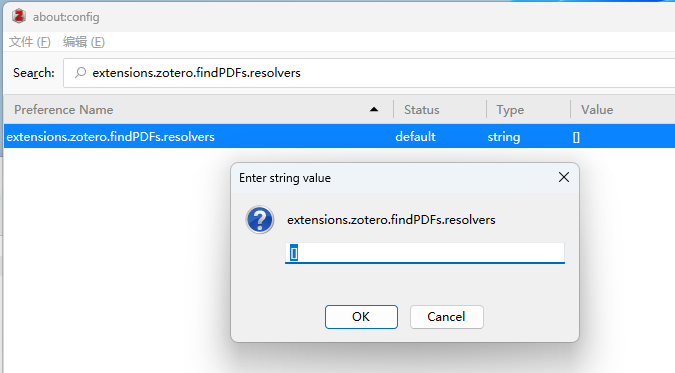 about:config
文件 (F) 编辑 (E)
Search: extensions.zotero.findPDFs.resolvers
Preference Name Status Type Value
extensions.zotero.findPDFs.resolvers default string []
Enter string value
extensions.zotero.findPDFs.resolvers
[]
OK Cancel